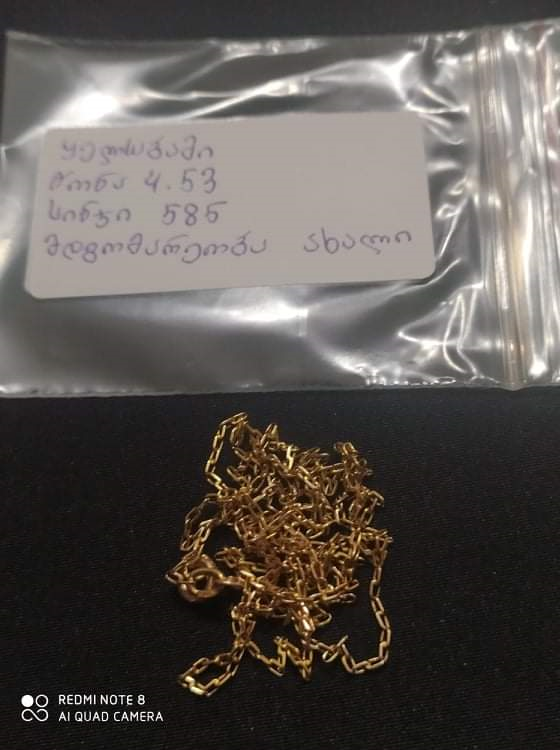 ყელსაბამი
წონა 4.53
სინჯი 585
მდგომარეობა ახალი
REDMI NOTE 8
AI QUAD CAMERA